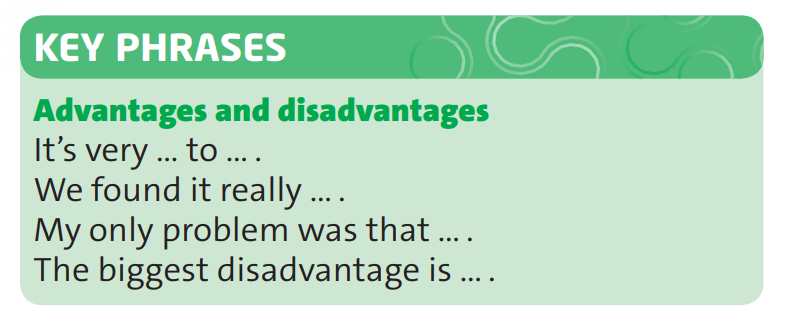 KEY PHRASES
Advantages and disadvantages
It's very ... to ... .
We found it really ... .
My only problem was that ... .
The biggest disadvantage is ... .